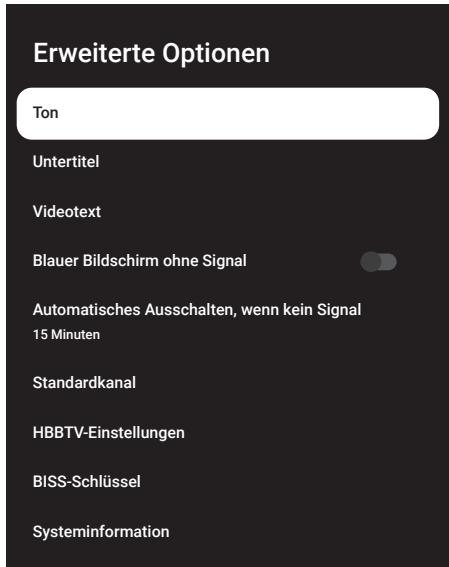 Erweiterte Optionen
Ton
Untertitel
Videotext
Blauer Bildschirm ohne Signal
Automatisches Ausschalten, wenn kein Signal
15 Minuten
Standardkanal
HBBTV-Einstellungen
BISS-Schlüssel
Systeminformation